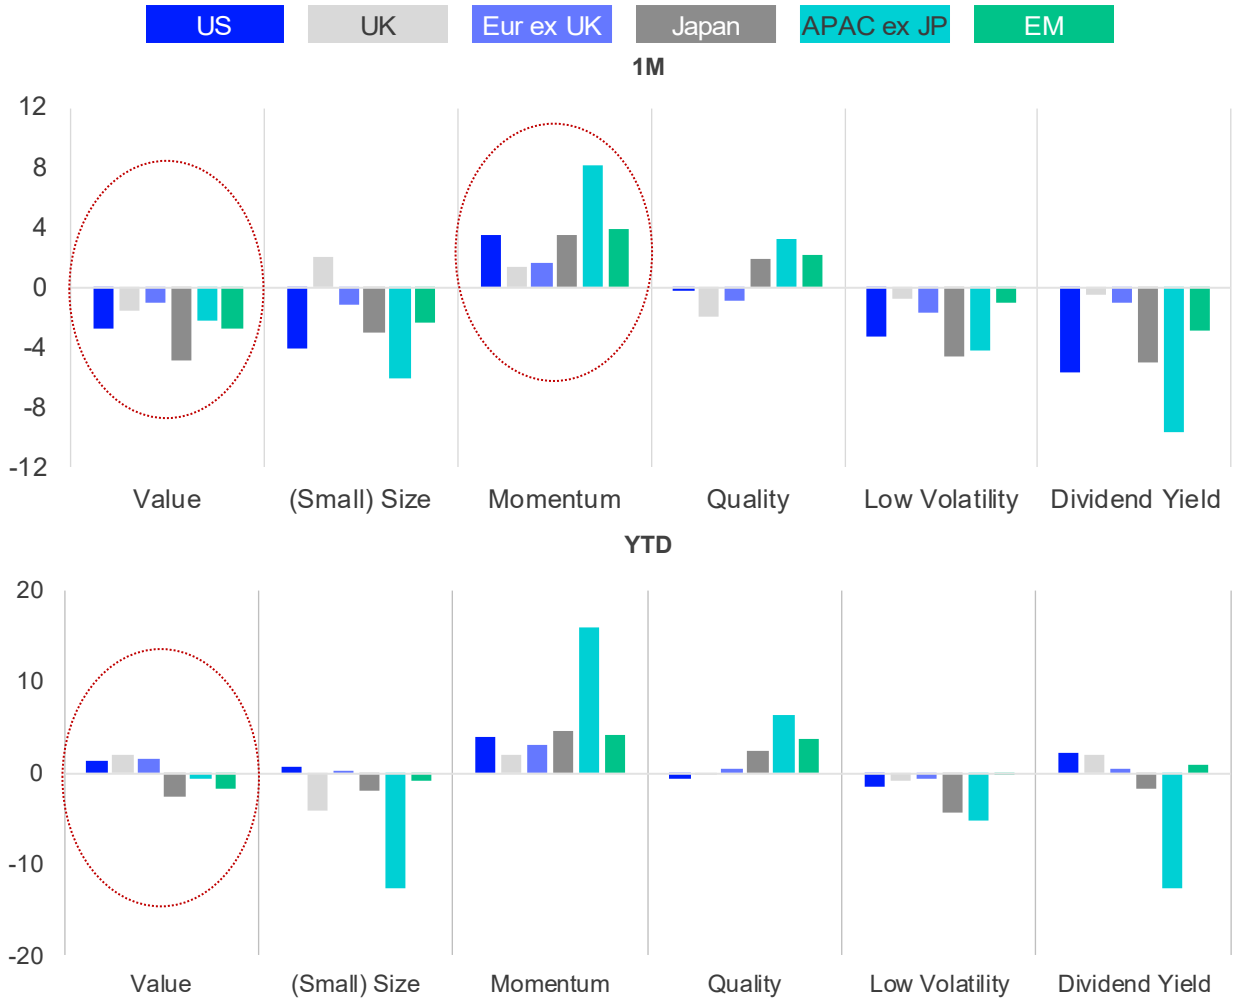 US UK Eur ex UK Japan APAC ex JP EM
1M
12
8
4
0
-4
-8
-12
Value (Small) Size Momentum Quality Low Volatility Dividend Yield
YTD
20
10
0
-10
-20
Value (Small) Size Momentum Quality Low Volatility Dividend Yield